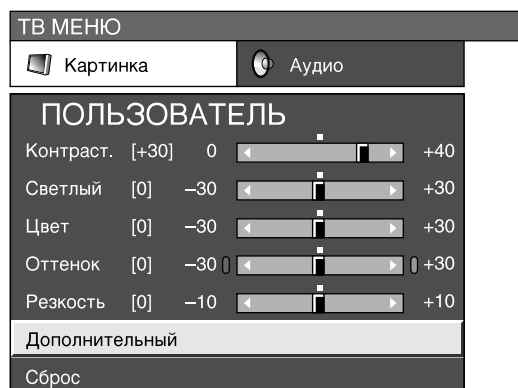 ТВ МЕНЮ
Картинка Аудио
ПОЛЬЗОВАТЕЛЬ
Контраст. [+30] 0 +40
Светлый [0] –30 +30
Цвет [0] –30 +30
Оттенок [0] –30 +30
Резкость [0] –10 +10
Дополнительный
Сброс